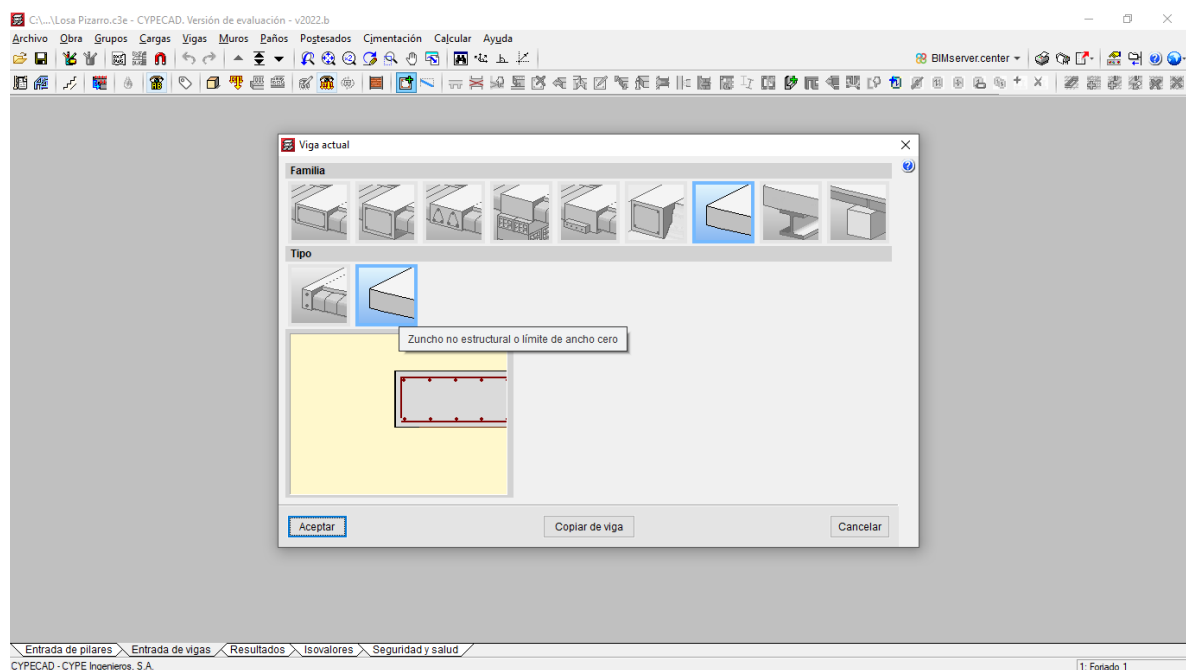 C:\...\Losa Pizarro.c3e - CYPECAD. Versión de evaluación - v2022.b
Archivo Obra Grupos Cargas Vigas Muros Paños Postesados Cimentación Calcular Ayuda
BIMserver.center
Viga actual
Familia
Tipo
Zuncho no estructural o límite de ancho cero
Aceptar Copiar de viga Cancelar
Entrada de pilares Entrada de vigas Resultados Isovalores Seguridad y salud
CYPECAD - CYPE Ingenieros, S.A. 1: Forjado 1